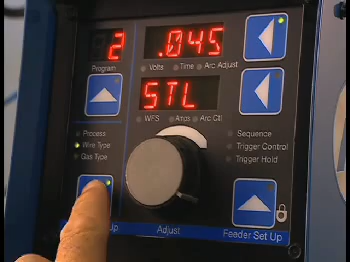 2 .045
Program
Volts Time Arc Adjust
STL
WFS Amps Arc Ctl
Process
Wire Type
Gas Type
Sequence
Trigger Control
Trigger Hold
Up Adjust Feeder Set Up